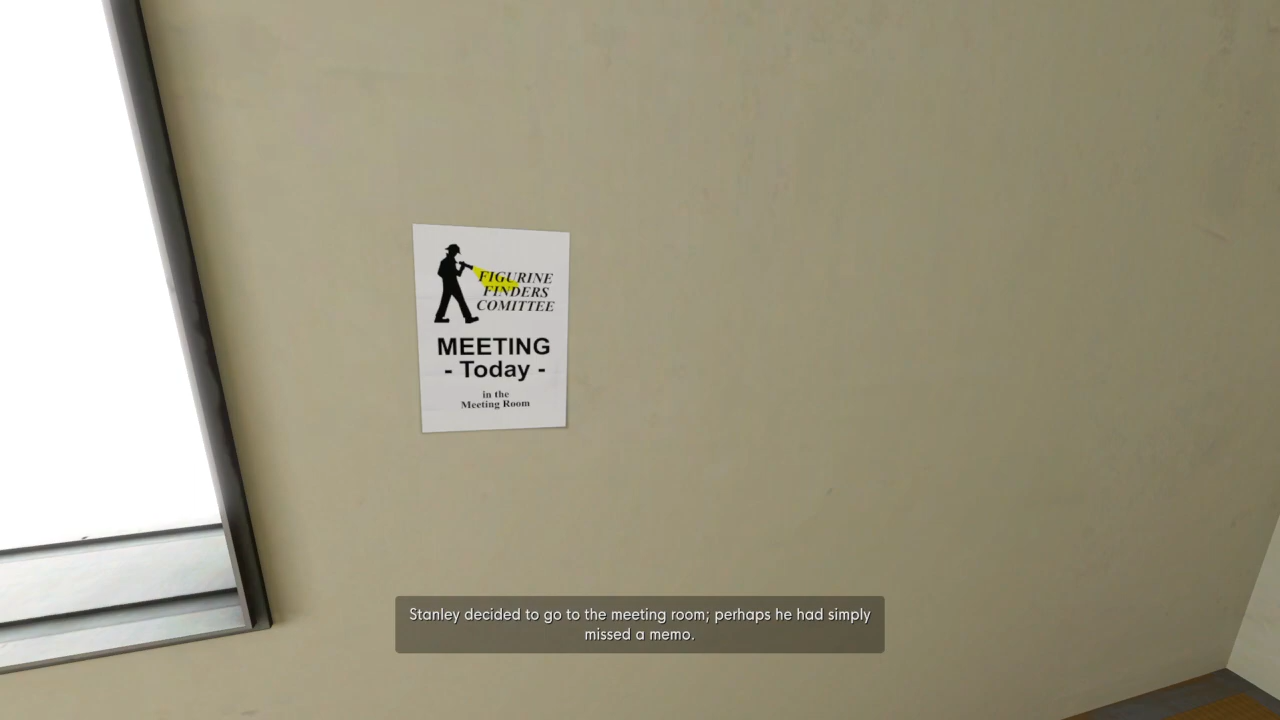 FIGURINE
FINDERS
COMITTEE
MEETING
- Today -
in the
Meeting Room
Stanley decided to go to the meeting room; perhaps he had simply
missed a memo.